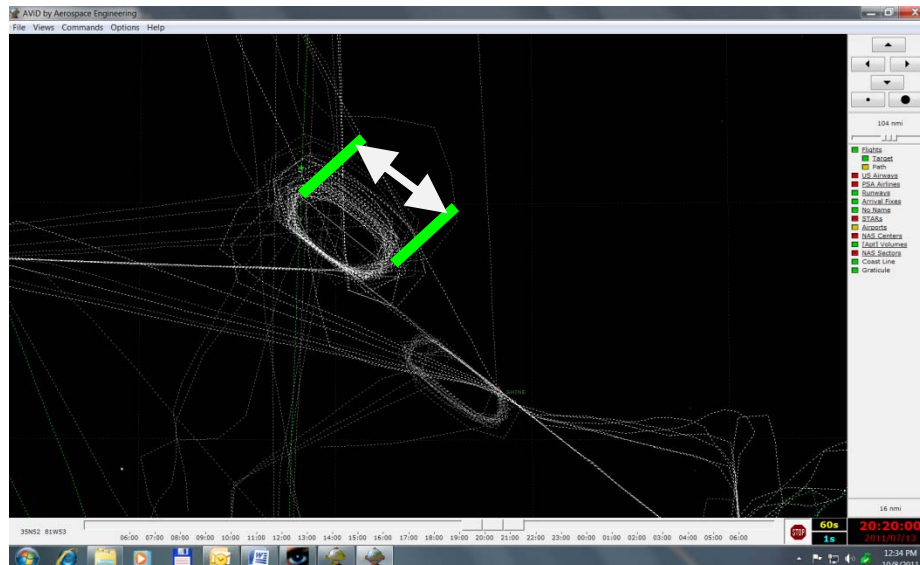 AViD by Aerospace Engineering
File Views Commands Options Help
104 nmi
Flights
Target
Path
US Airways
PSA Airlines
Runways
Arrival Fixes
No Name
STARs
Airports
NAS Centers
[Apt] Volumes
NAS Sectors
Coast Line
Graticule
SHINE
16 nmi
35N52 81W53
06:00 07:00 08:00 09:00 10:00 11:00 12:00 13:00 14:00 15:00 16:00 17:00 18:00 19:00 20:00 21:00 22:00 23:00 00:00 01:00 02:00 03:00 04:00 05:00 06:00
STOP
60s
1s
20:20:00
2011/07/13
12:34 PM